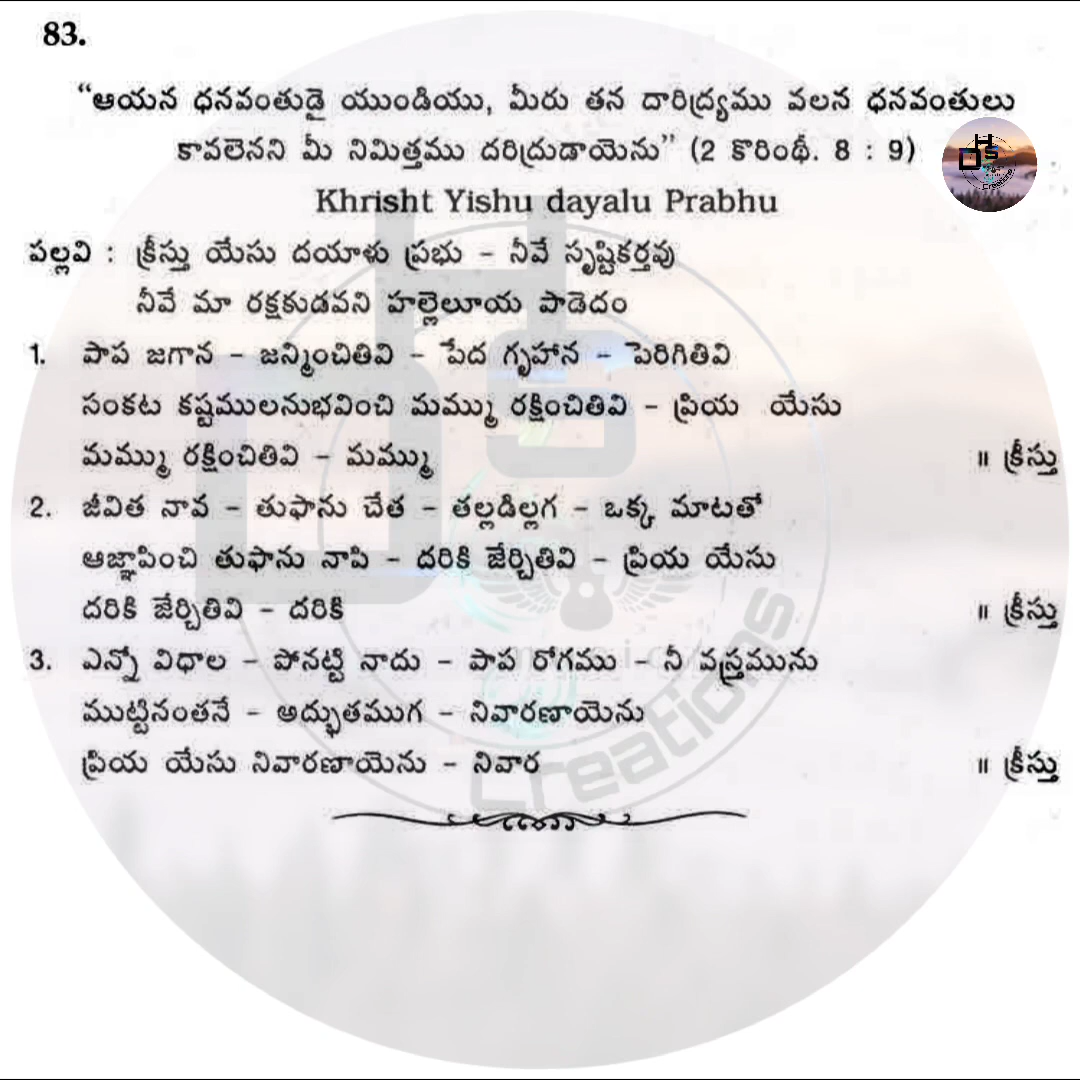 83.
“ఆయన ధనవంతుడై యుండియు, మీరు తన దారిద్ర్యము వలన ధనవంతులు
కావలెనని మీ నిమిత్తము దరిద్రుడాయెను” (2 కొరింథీ. 8 : 9)
Khrisht Yishu dayalu Prabhu
పల్లవి : క్రీస్తు యేసు దయాళు ప్రభు - నీవే సృష్టికర్తవు
నీవే మా రక్షకుడవని హల్లెలూయ పాడెదం
1. పాప జగాన - జన్మించితివి - పేద గృహాన - పెరిగితివి
సంకట కష్టములనుభవించి మమ్ము రక్షించితివి - ప్రియ యేసు
మమ్ము రక్షించితివి - మమ్ము ॥ క్రీస్తు
2. జీవిత నావ - తుఫాను చేత - తల్లడిల్లగ - ఒక్క మాటతో
ఆజ్ఞాపించి తుఫాను నాపి - దరికి జేర్చితివి - ప్రియ యేసు
దరికి జేర్చితివి - దరికి ॥ క్రీస్తు
3. ఎన్నో విధాల - పోనట్టి నాదు - పాప రోగము - నీ వస్త్రమును
ముట్టినంతనే - అద్భుతముగ - నివారణాయెను
ప్రియ యేసు నివారణాయెను - నివార ॥ క్రీస్తు
DHS
Creations